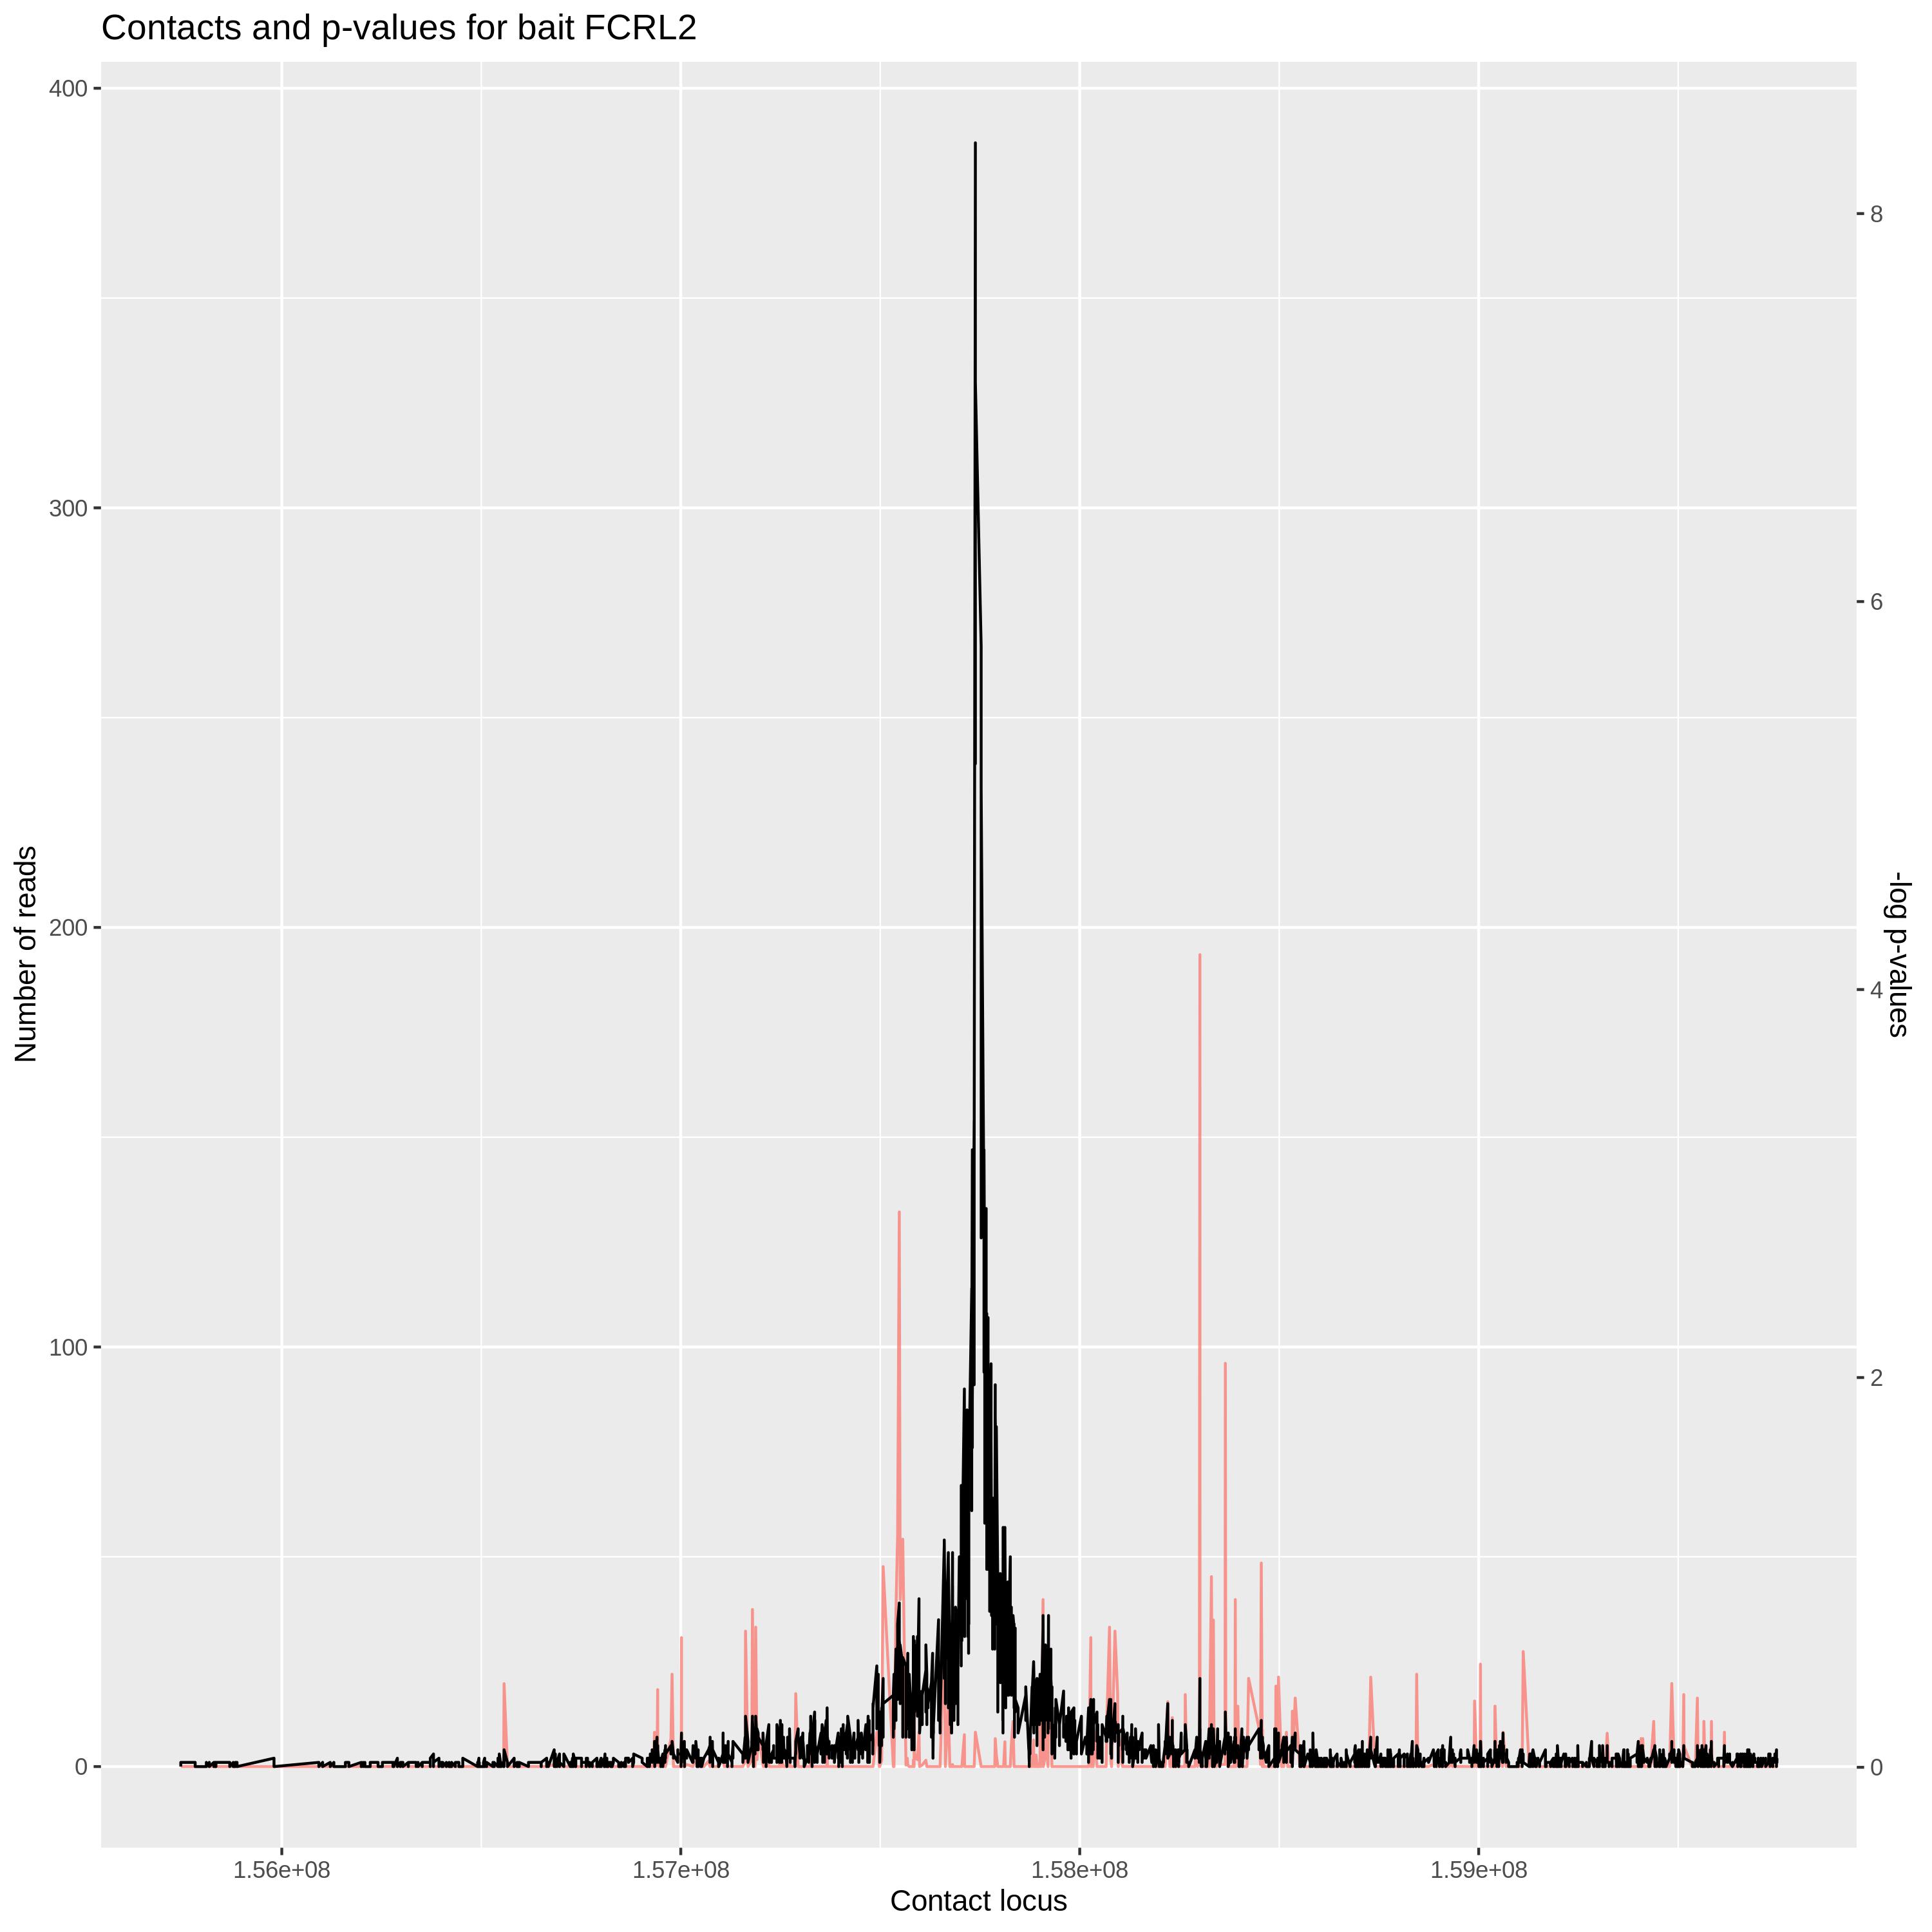 Contacts and p-values for bait FCRL2
400
300
200
100
0
Number of reads
8
6
4
2
0
-log p-values
1.56e+08
1.57e+08
1.58e+08
1.59e+08
Contact locus